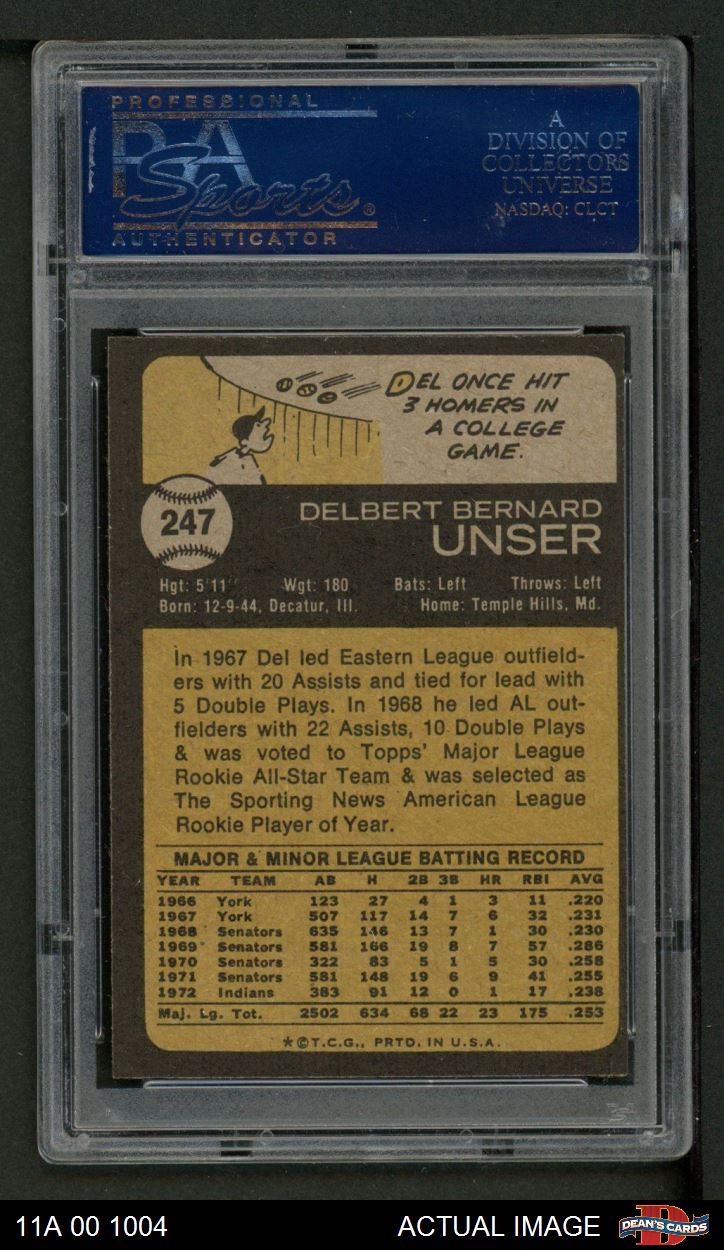 PROFESSIONAL
PSA
Sports®
AUTHENTICATOR
A
DIVISION OF
COLLECTORS
UNIVERSE
NASDAQ: CLCT
DEL ONCE HIT
3 HOMERS IN
A COLLEGE
GAME.
247
DELBERT BERNARD
UNSER
Hgt: 5'11" Wgt: 180 Bats: Left Throws: Left
Born: 12-9-44, Decatur, Ill. Home: Temple Hills, Md.
In 1967 Del led Eastern League outfield-
ers with 20 Assists and tied for lead with
5 Double Plays. In 1968 he led AL out-
fielders with 22 Assists, 10 Double Plays
& was voted to Topps' Major League
Rookie All-Star Team & was selected as
The Sporting News American League
Rookie Player of Year.
MAJOR & MINOR LEAGUE BATTING RECORD
YEAR TEAM AB H 2B 3B HR RBI AVG
1966 York 123 27 4 1 3 11 .220
1967 York 507 117 14 7 6 32 .231
1968 Senators 635 146 13 7 1 30 .230
1969 Senators 581 166 19 8 7 57 .286
1970 Senators 322 83 5 1 5 30 .258
1971 Senators 581 148 19 6 9 41 .255
1972 Indians 383 91 12 0 1 17 .238
Maj. Lg. Tot. 2502 634 68 22 23 175 .253
*©T.C.G., PRTD. IN U.S.A.
11A 00 1004
ACTUAL IMAGE
DEAN'S CARDS